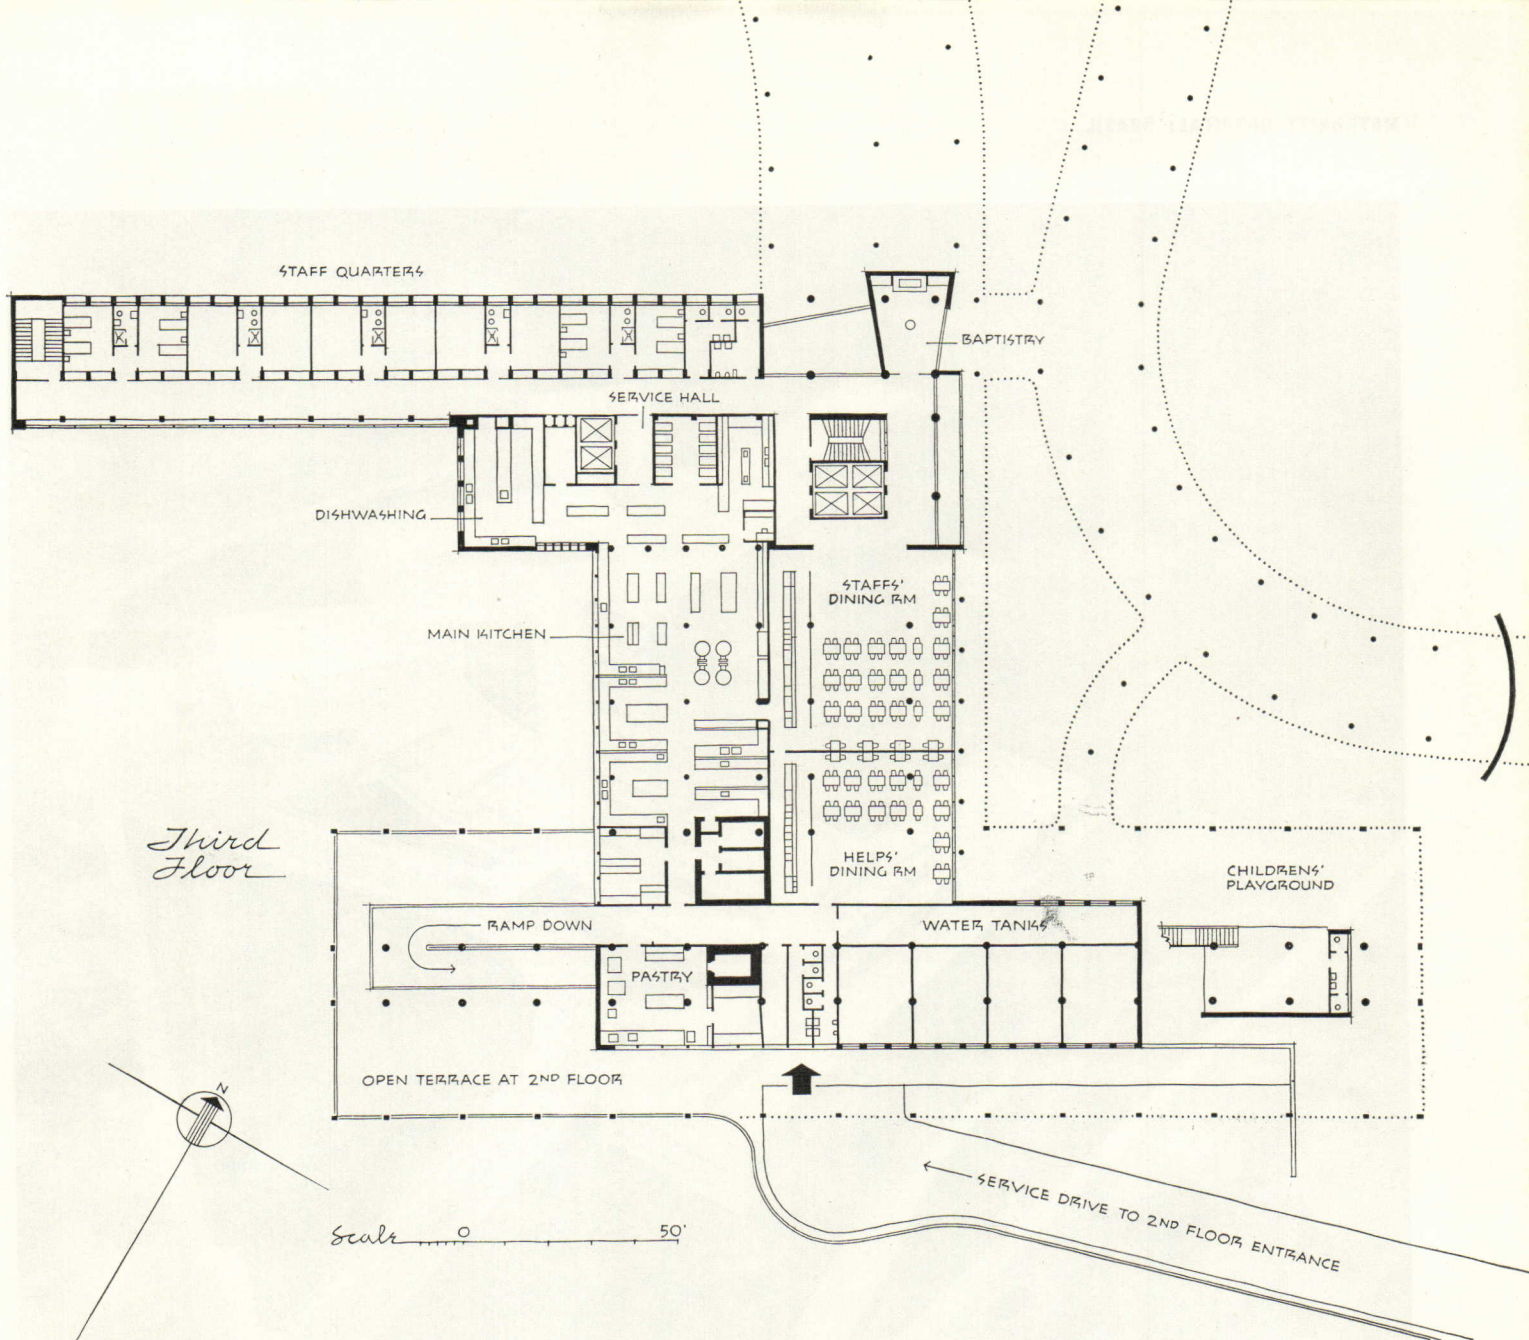 STAFF QUARTERS
BAPTISTRY
SERVICE HALL
DISHWASHING
STAFFS'
DINING RM
MAIN KITCHEN
Third
Floor
HELPS'
DINING RM
CHILDRENS'
PLAYGROUND
RAMP DOWN
WATER TANKS
PASTRY
OPEN TERRACE AT 2ND FLOOR
N
SERVICE DRIVE TO 2ND FLOOR ENTRANCE
Scale 0 50'